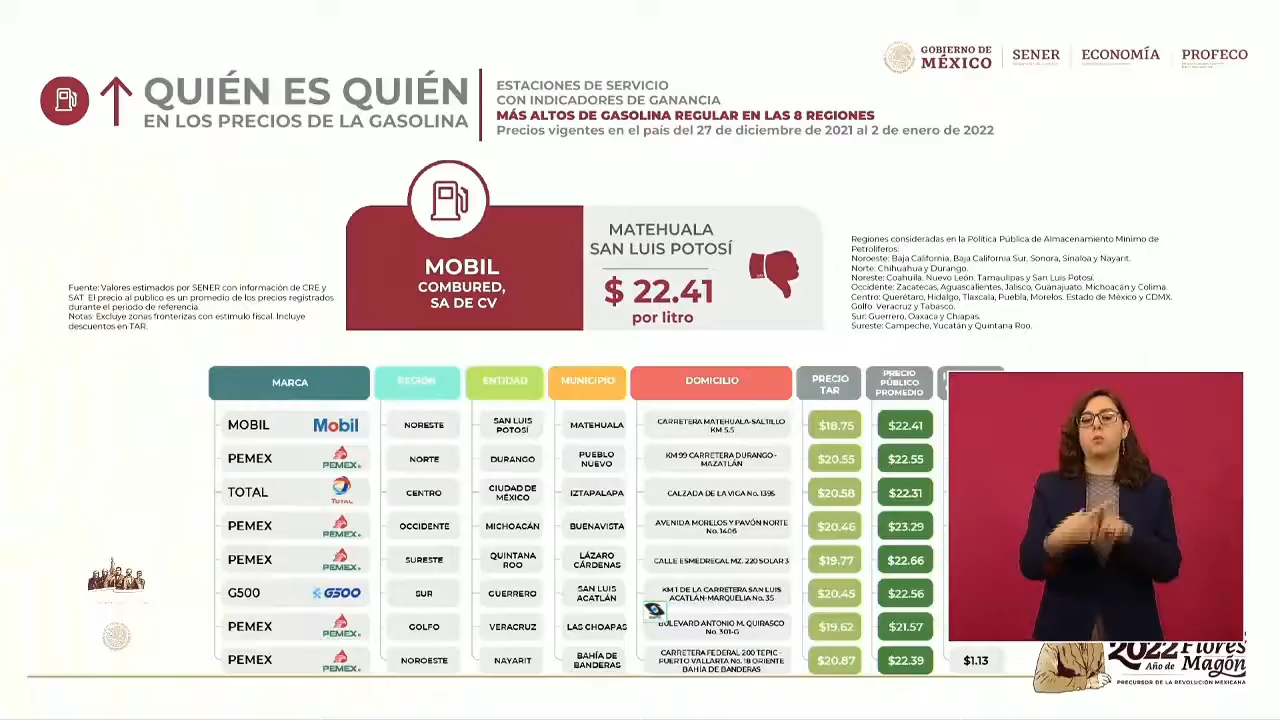 GOBIERNO DE
MÉXICO
SENER
ECONOMÍA
PROFECO
QUIÉN ES QUIÉN
EN LOS PRECIOS DE LA GASOLINA
ESTACIONES DE SERVICIO
CON INDICADORES DE GANANCIA
MÁS ALTOS DE GASOLINA REGULAR EN LAS 8 REGIONES
Precios vigentes en el país del 27 de diciembre de 2021 al 2 de enero de 2022
MOBIL
COMBURED,
SA DE CV
MATEHUALA
SAN LUIS POTOSÍ
$ 22.41
por litro
Fuente: Valores estimados por SENER con información de CRE y
SAT. El precio al público es un promedio de los precios registrados
durante el periodo de referencia.
Notas: Excluye zonas fronterizas con estímulo fiscal. Incluye
descuentos en TAR.
Regiones consideradas en la Política Pública de Almacenamiento Mínimo de
Petrolíferos:
Noroeste: Baja California, Baja California Sur, Sonora, Sinaloa y Nayarit.
Norte: Chihuahua y Durango.
Noreste: Coahuila, Nuevo León, Tamaulipas y San Luis Potosí.
Occidente: Zacatecas, Aguascalientes, Jalisco, Guanajuato, Michoacán y Colima.
Centro: Querétaro, Hidalgo, Tlaxcala, Puebla, Morelos, Estado de México y CDMX.
Golfo: Veracruz y Tabasco.
Sur: Guerrero, Oaxaca y Chiapas.
Sureste: Campeche, Yucatán y Quintana Roo.
MARCA REGIÓN ENTIDAD MUNICIPIO DOMICILIO PRECIO TAR PRECIO PÚBLICO PROMEDIO
MOBIL Mobil NORESTE SAN LUIS POTOSÍ MATEHUALA CARRETERA MATEHUALA-SALTILLO KM 5.5 $18.75 $22.41
PEMEX PEMEX NORTE DURANGO PUEBLO NUEVO KM 99 CARRETERA DURANGO-MAZATLÁN $20.55 $22.55
TOTAL TOTAL CENTRO CIUDAD DE MÉXICO IZTAPALAPA CALZADA DE LA VIGA No. 1395 $20.58 $22.31
PEMEX PEMEX OCCIDENTE MICHOACÁN BUENAVISTA AVENIDA MORELOS Y PAVÓN NORTE No. 1406 $20.46 $23.29
PEMEX PEMEX SURESTE QUINTANA ROO LÁZARO CÁRDENAS CALLE ESMEDREGAL MZ. 220 SOLAR 3 $19.77 $22.66
G500 G500 SUR GUERRERO SAN LUIS ACATLÁN KM 1 DE LA CARRETERA SAN LUIS ACATLÁN-MARQUELIA No. 35 $20.45 $22.56
PEMEX PEMEX GOLFO VERACRUZ LAS CHOAPAS BULEVARD ANTONIO M. QUIRASCO No. 301-G $19.62 $21.57
PEMEX PEMEX NOROESTE NAYARIT BAHÍA DE BANDERAS CARRETERA FEDERAL 200 TEPIC - PUERTO VALLARTA No. 18 ORIENTE BAHÍA DE BANDERAS $20.87 $22.39 $1.13
2022 Flores
Año de Magón
PRECURSOR DE LA REVOLUCIÓN MEXICANA